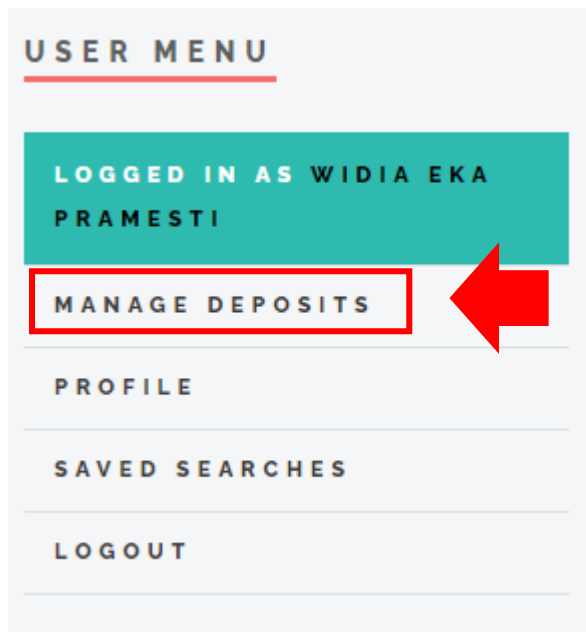 USER MENU
LOGGED IN AS WIDIA EKA
PRAMESTI
MANAGE DEPOSITS
PROFILE
SAVED SEARCHES
LOGOUT